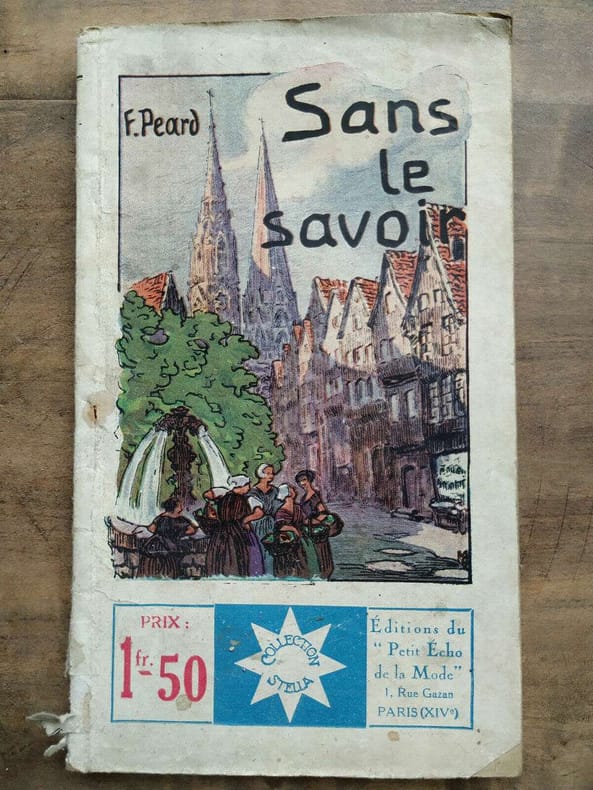 F. Peard
Sans
le
savoir
PRIX :
1fr.50
COLLECTION
STELLA
Éditions du
" Petit Écho
de la Mode"
1, Rue Gazan
PARIS (XIVe)